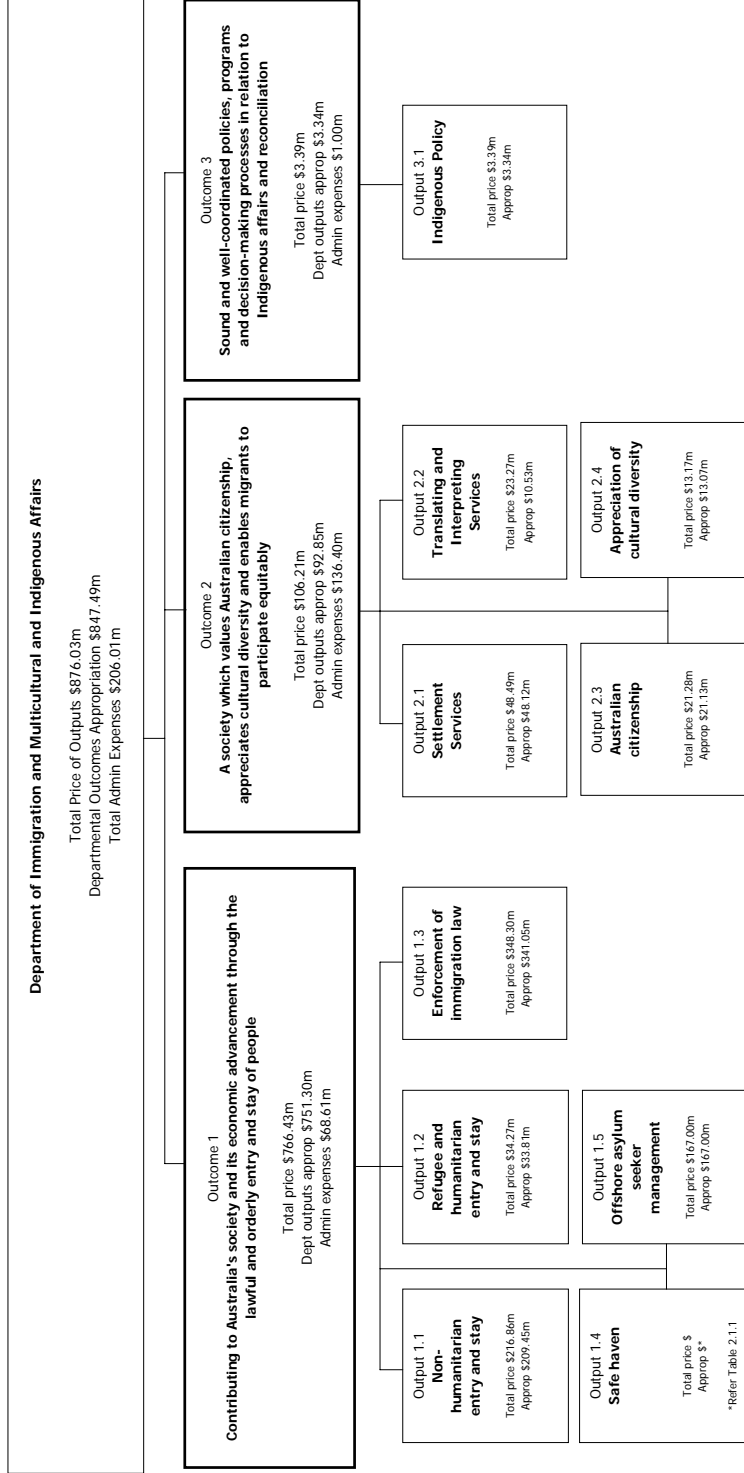 Department of Immigration and Multicultural and Indigenous Affairs
Total Price of Outputs $876.03m
Departmental Outcomes Appropriation $847.49m
Total Admin Expenses $206.01m
Outcome 1
Contributing to Australia's society and its economic advancement through the
lawful and orderly entry and stay of people
Total price $766.43m
Dept outputs approp $751.30m
Admin expenses $68.61m
Output 1.1
Non-
humanitarian
entry and stay
Total price $216.86m
Approp $209.45m
Output 1.2
Refugee and
humanitarian
entry and stay
Total price $34.27m
Approp $33.81m
Output 1.3
Enforcement of
immigration law
Total price $348.30m
Approp $341.05m
Output 1.4
Safe haven
Total price $
Approp $*
*Refer Table 2.1.1
Output 1.5
Offshore asylum
seeker
management
Total price $167.00m
Approp $167.00m
Outcome 2
A society which values Australian citizenship,
appreciates cultural diversity and enables migrants to
participate equitably
Total price $106.21m
Dept outputs approp $92.85m
Admin expenses $136.40m
Output 2.1
Settlement
Services
Total price $48.49m
Approp $48.12m
Output 2.2
Translating and
Interpreting
Services
Total price $23.27m
Approp $10.53m
Output 2.3
Australian
citizenship
Total price $21.28m
Approp $21.13m
Output 2.4
Appreciation of
cultural diversity
Total price $13.17m
Approp $13.07m
Outcome 3
Sound and well-coordinated policies, programs
and decision-making processes in relation to
Indigenous affairs and reconciliation
Total price $3.39m
Dept outputs approp $3.34m
Admin expenses $1.00m
Output 3.1
Indigenous Policy
Total price $3.39m
Approp $3.34m